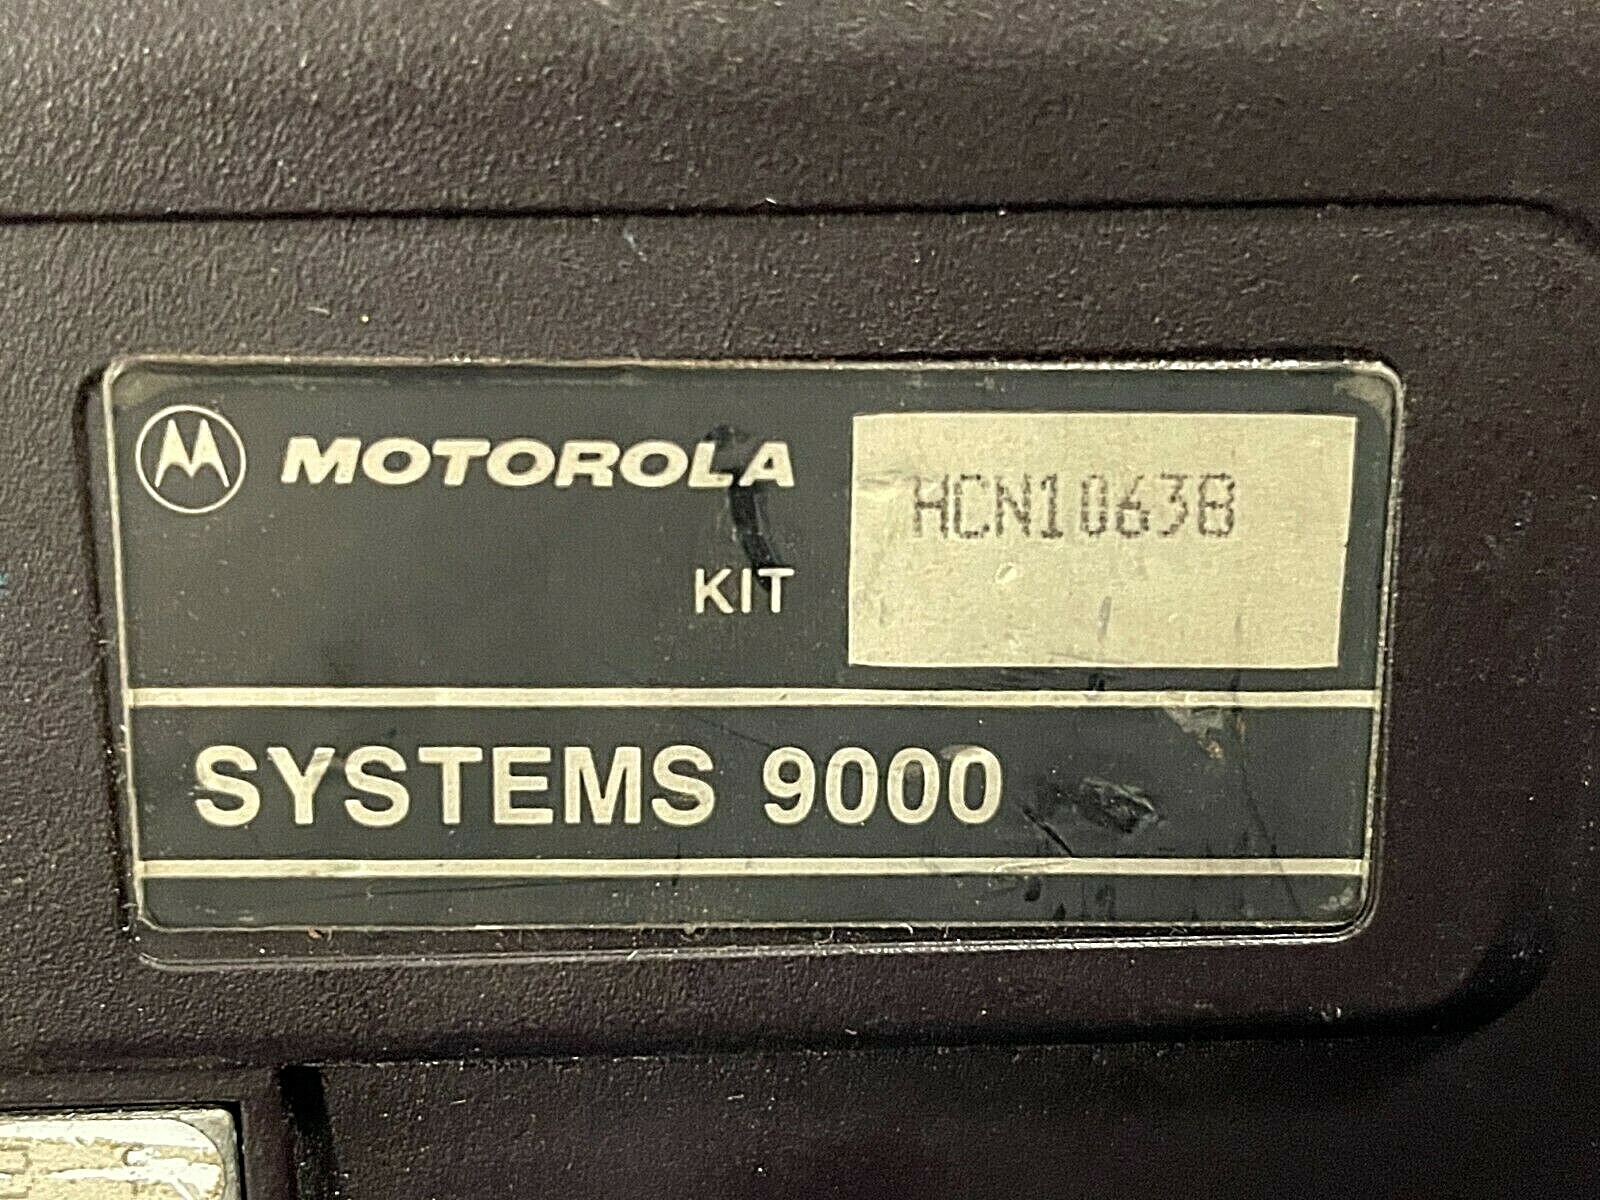 MOTOROLA
HCN1063B
KIT
SYSTEMS 9000